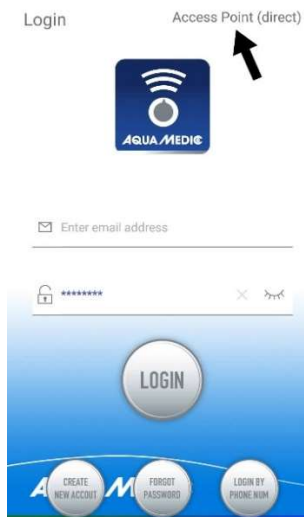 Login
Access Point (direct)
AQUA MEDIC
Enter email address
********
LOGIN
A M
CREATE
NEW ACCOUT
FORGOT
PASSWORD
LOGIN BY
PHONE NUM